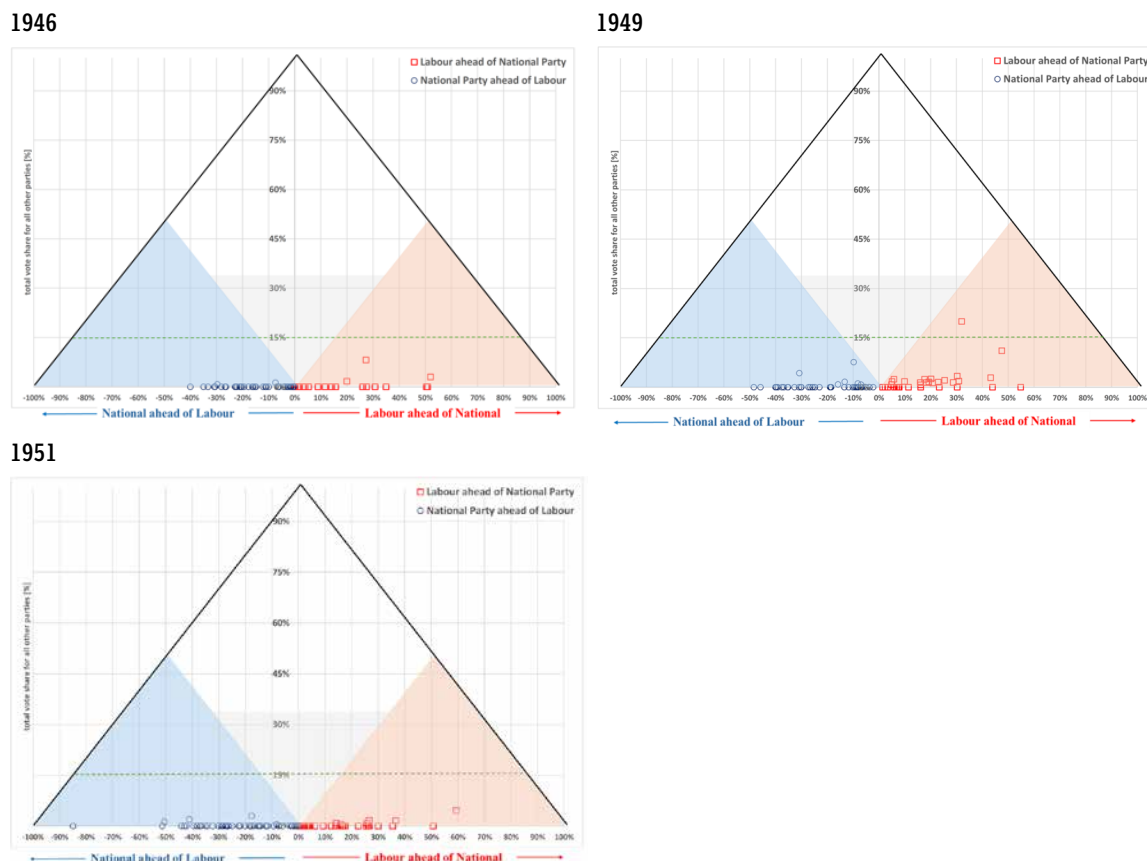 1946
Labour ahead of National Party
National Party ahead of Labour
total vote share for all other parties [%]
90%
75%
60%
45%
30%
15%
-100% -90% -80% -70% -60% -50% -40% -30% -20% -10% 0% 10% 20% 30% 40% 50% 60% 70% 80% 90% 100%
National ahead of Labour
Labour ahead of National
1949
Labour ahead of National Party
National Party ahead of Labour
total vote share for all other parties [%]
90%
75%
60%
45%
30%
15%
-100% -90% -80% -70% -60% -50% -40% -30% -20% -10% 0% 10% 20% 30% 40% 50% 60% 70% 80% 90% 100%
National ahead of Labour
Labour ahead of National
1951
Labour ahead of National Party
National Party ahead of Labour
total vote share for all other parties [%]
90%
75%
60%
45%
30%
15%
-100% -90% -80% -70% -60% -50% -40% -30% -20% -10% 0% 10% 20% 30% 40% 50% 60% 70% 80% 90% 100%
National ahead of Labour
Labour ahead of National